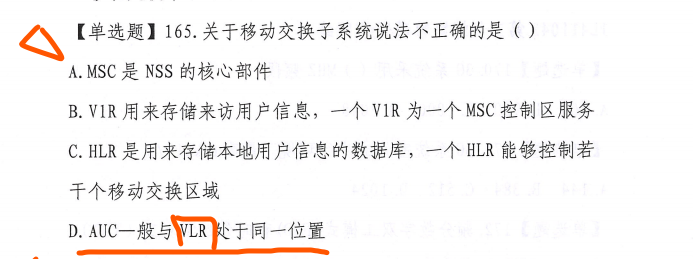 【单选题】165.关于移动交换子系统说法不正确的是()
A.MSC 是 NSS 的核心部件
B.V1R 用来存储来访用户信息，一个 V1R 为一个 MSC 控制区服务
C.HLR 是用来存储本地用户信息的数据库，一个 HLR 能够控制若
干个移动交换区域
D.AUC一般与 VLR 处于同一位置